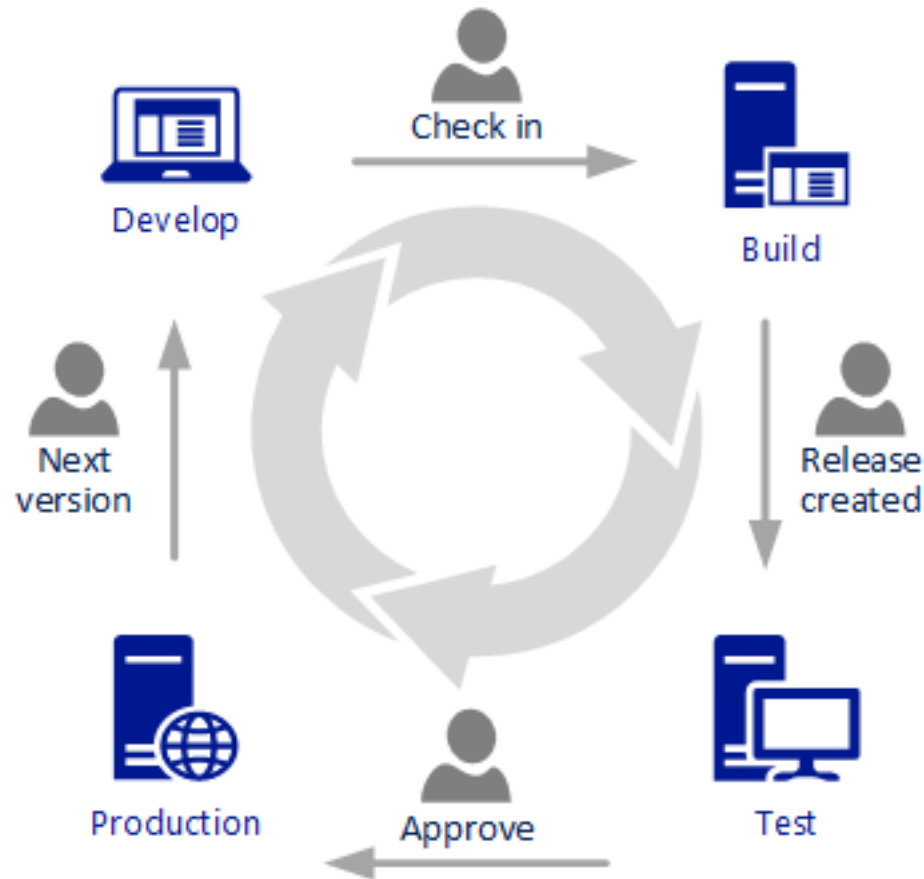 Check in
Develop
Build
Next
version
Release
created
Production
Approve
Test